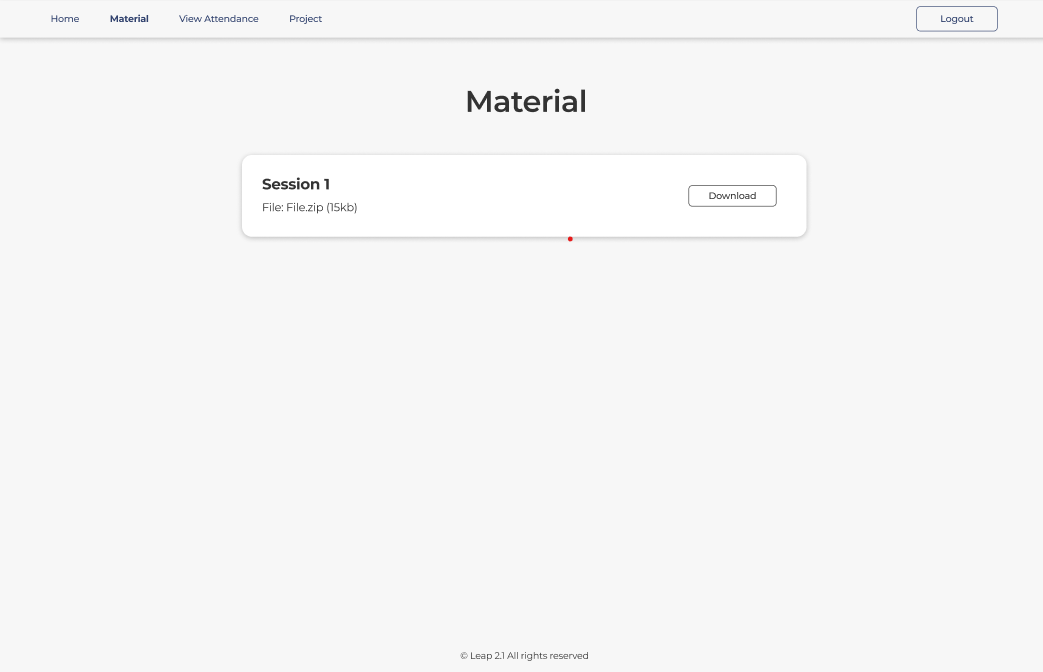 Home Material View Attendance Project Logout
Material
Session 1
File: File.zip (15kb)
Download
© Leap 2.1 All rights reserved